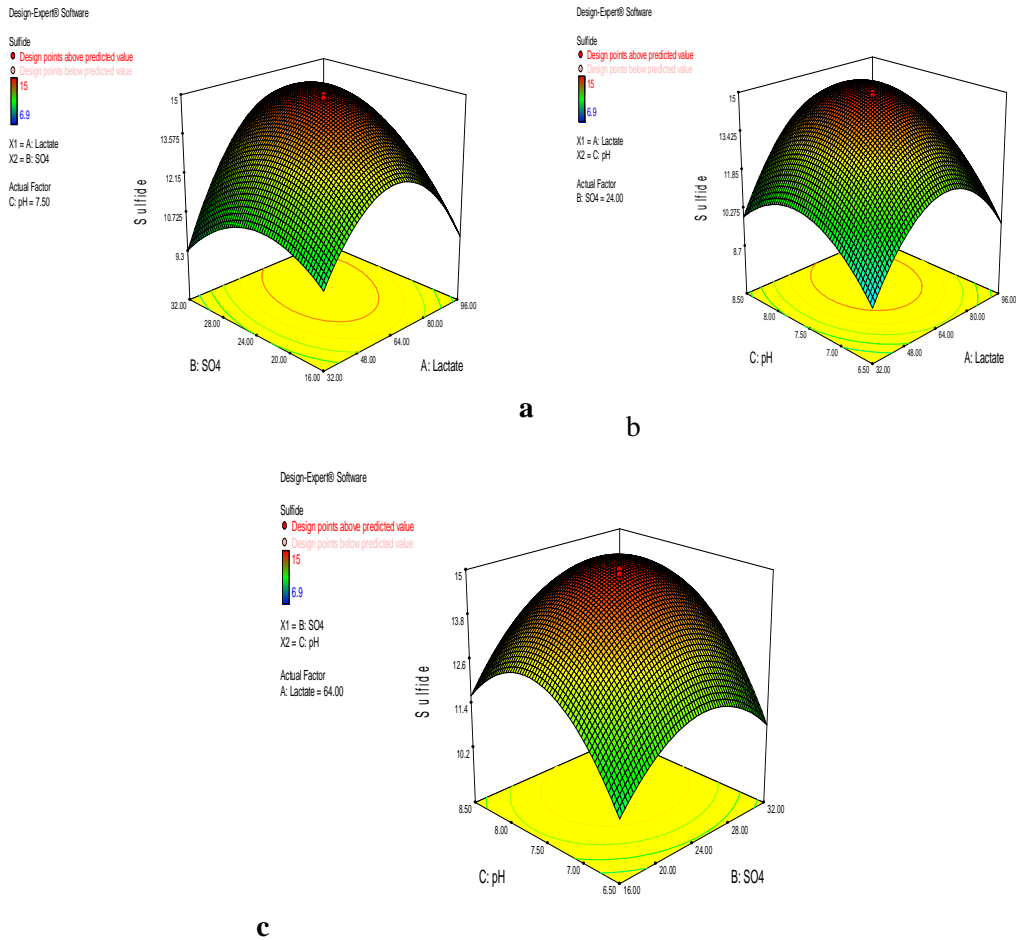 Design-Expert® Software
Sulfide
Design points above predicted value
Design points below predicted value
15
6.9
X1 = A: Lactate
X2 = B: SO4
Actual Factor
C: pH = 7.50
15
13.575
12.15
10.725
9.3
Sulfide
32.00
28.00
24.00
20.00
16.00
B: SO4
32.00
48.00
64.00
80.00
96.00
A: Lactate
a
Design-Expert® Software
Sulfide
Design points above predicted value
Design points below predicted value
15
6.9
X1 = A: Lactate
X2 = C: pH
Actual Factor
B: SO4 = 24.00
15
13.425
11.85
10.275
8.7
Sulfide
8.50
8.00
7.50
7.00
6.50
C: pH
32.00
48.00
64.00
80.00
96.00
A: Lactate
b
Design-Expert® Software
Sulfide
Design points above predicted value
Design points below predicted value
15
6.9
X1 = B: SO4
X2 = C: pH
Actual Factor
A: Lactate = 64.00
15
13.8
12.6
11.4
10.2
Sulfide
8.50
8.00
7.50
7.00
6.50
C: pH
16.00
20.00
24.00
28.00
32.00
B: SO4
c